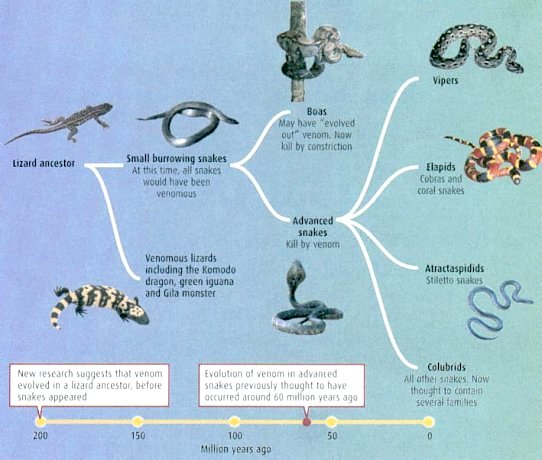 Vipers
Boas
May have "evolved
out" venom. Now
kill by constriction
Lizard ancestor
Small burrowing snakes
At this time, all snakes
would have been
venomous
Elapids
Cobras and
coral snakes
Advanced
snakes
Kill by venom
Venomous lizards
including the Komodo
dragon, green iguana
and Gila monster
Atractaspidids
Stiletto snakes
Colubrids
All other snakes. Now
thought to contain
several families
New research suggests that venom
evolved in a lizard ancestor, before
snakes appeared
Evolution of venom in advanced
snakes previously thought to have
occurred around 60 million years ago
200 150 100 50 0
Million years ago